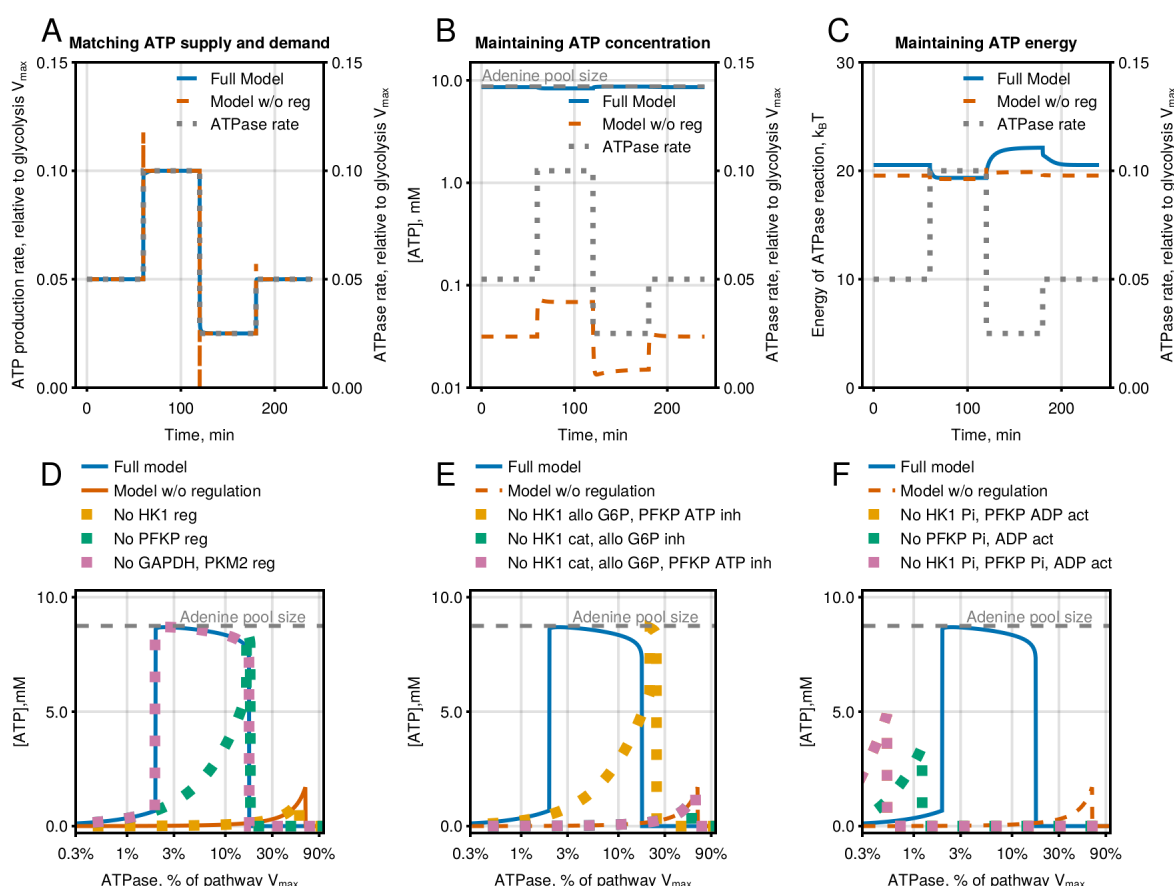 A
Matching ATP supply and demand
ATP production rate, relative to glycolysis Vmax
0.15
0.10
0.05
0.00
Full Model
Model w/o reg
ATPase rate
0.15
0.10
0.05
0.00
ATPase rate, relative to glycolysis Vmax
0
100
200
Time, min
B
Maintaining ATP concentration
[ATP], mM
10.0
1.0
0.1
0.01
Adenine pool size
Full Model
Model w/o reg
ATPase rate
0.15
0.10
0.05
0.00
ATPase rate, relative to glycolysis Vmax
0
100
200
Time, min
C
Maintaining ATP energy
Energy of ATPase reaction, kBT
30
20
10
0
Full Model
Model w/o reg
ATPase rate
0.15
0.10
0.05
0.00
ATPase rate, relative to glycolysis Vmax
0
100
200
Time, min
D
Full model
Model w/o regulation
No HK1 reg
No PFKP reg
No GAPDH, PKM2 reg
[ATP],mM
10.0
5.0
0.0
Adenine pool size
0.3%
1%
3%
10%
30%
90%
ATPase, % of pathway Vmax
E
Full model
Model w/o regulation
No HK1 allo G6P, PFKP ATP inh
No HK1 cat, allo G6P inh
No HK1 cat, allo G6P, PFKP ATP inh
[ATP],mM
10.0
5.0
0.0
Adenine pool size
0.3%
1%
3%
10%
30%
90%
ATPase, % of pathway Vmax
F
Full model
Model w/o regulation
No HK1 Pi, PFKP ADP act
No PFKP Pi, ADP act
No HK1 Pi, PFKP Pi, ADP act
[ATP],mM
10.0
5.0
0.0
Adenine pool size
0.3%
1%
3%
10%
30%
90%
ATPase, % of pathway Vmax